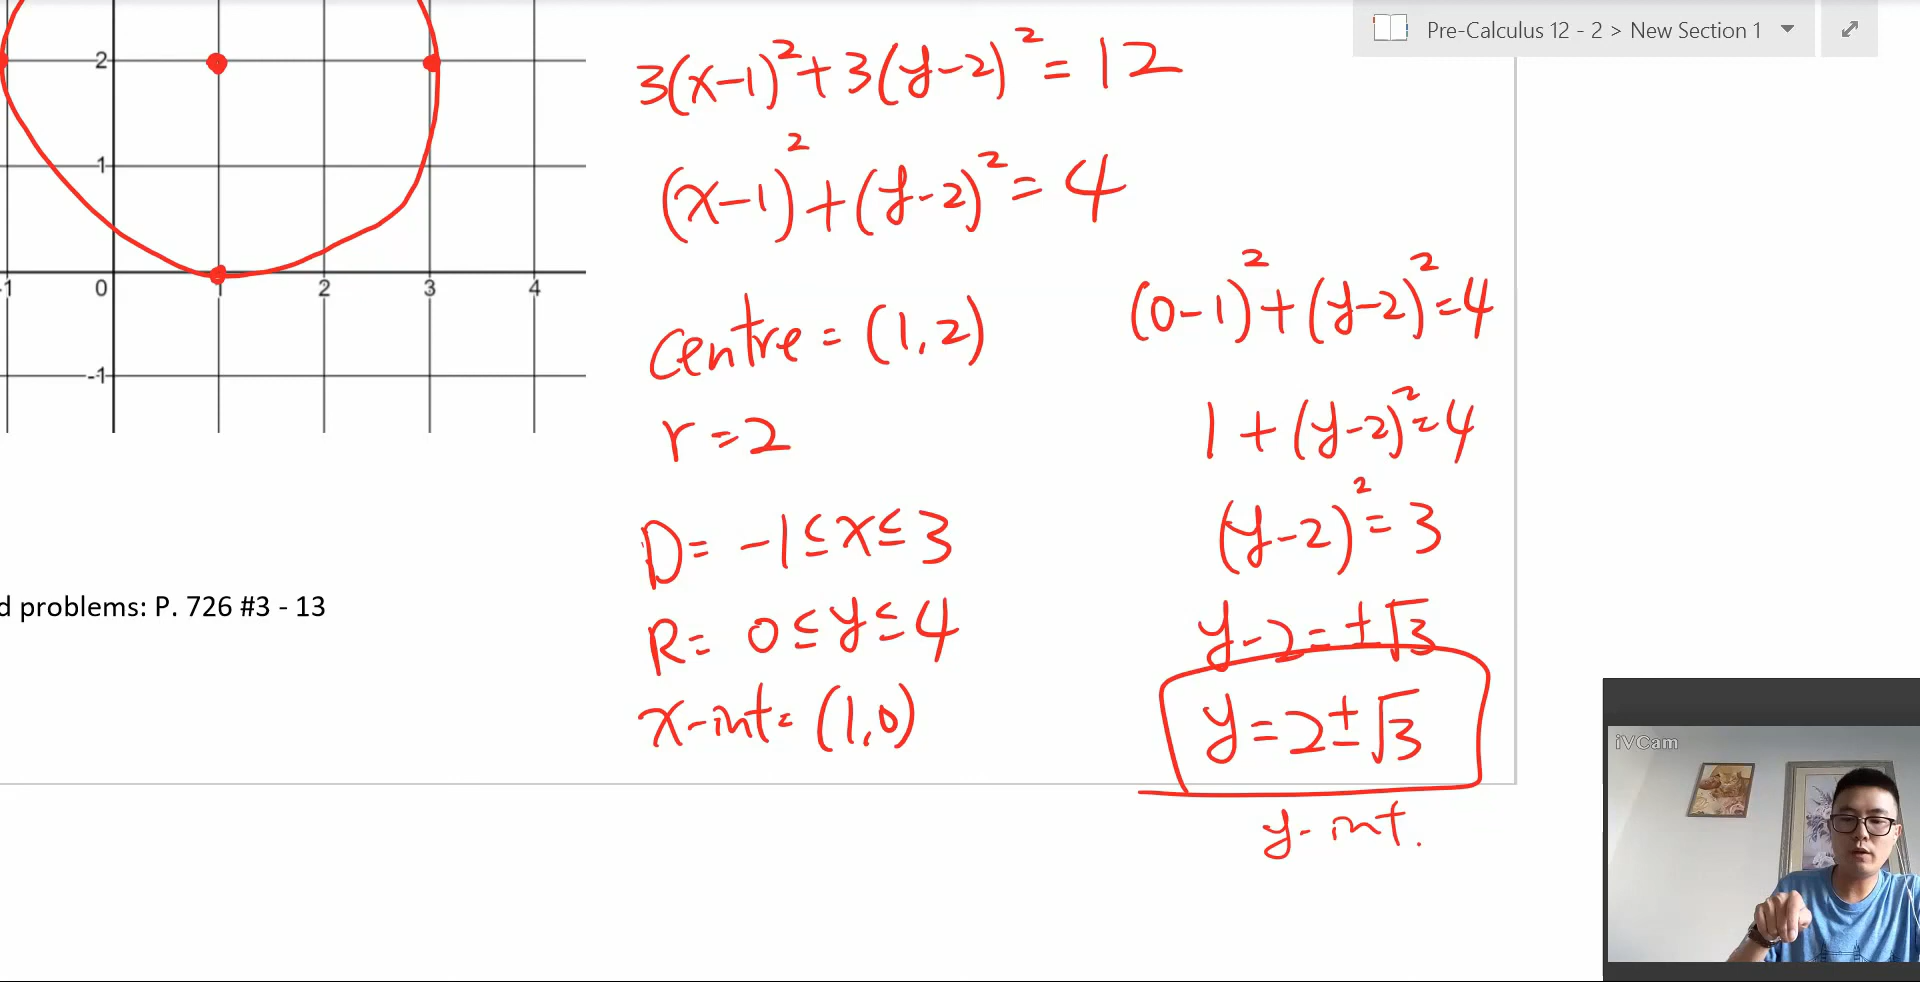 Pre-Calculus 12 - 2 > New Section 1
2
1
-1 0 1 2 3 4
-1
3(x-1)²+3(y-2)²=12
(x-1)²+(y-2)²=4
centre = (1,2)
r=2
D= -1≤x≤3
R= 0≤y≤4
x-int= (1,0)
(0-1)²+(y-2)²=4
1+(y-2)²=4
(y-2)²=3
y-2=±√3
y=2±√3
y-int.
d problems: P. 726 #3 - 13
iVCam